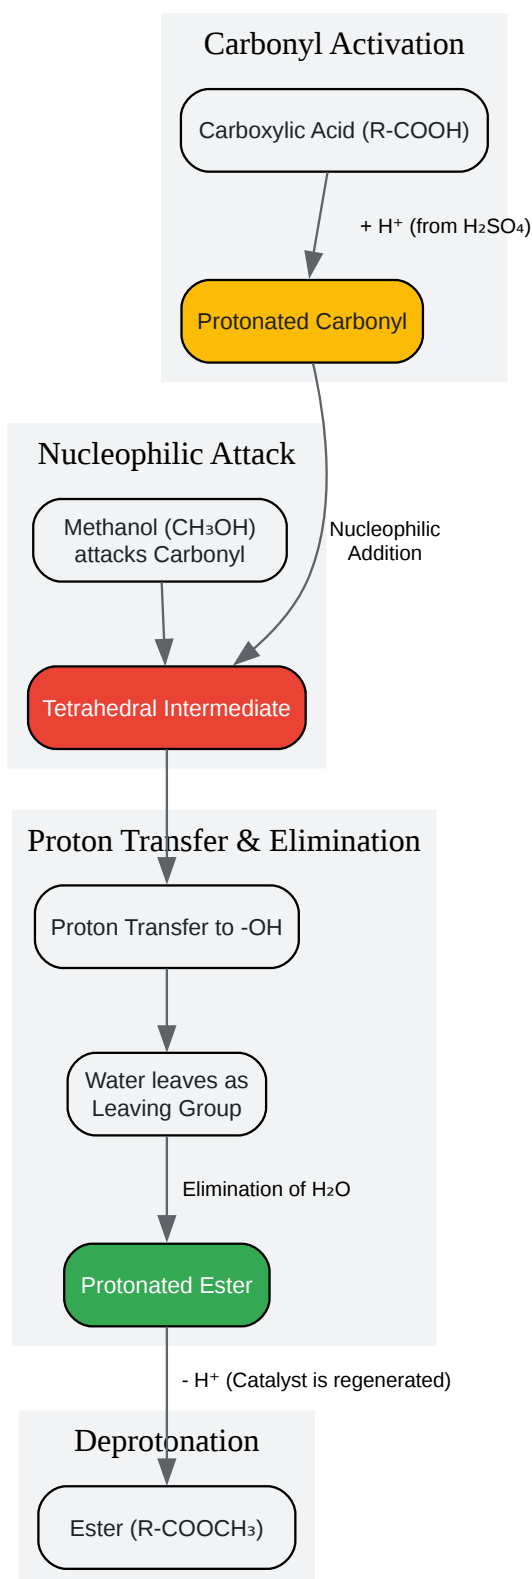 Carbonyl Activation
Carboxylic Acid (R-COOH)
+ H⁺ (from H₂SO₄)
Protonated Carbonyl
Nucleophilic Attack
Methanol (CH₃OH)
attacks Carbonyl
Nucleophilic
Addition
Tetrahedral Intermediate
Proton Transfer & Elimination
Proton Transfer to -OH
Water leaves as
Leaving Group
Elimination of H₂O
Protonated Ester
- H⁺ (Catalyst is regenerated)
Deprotonation
Ester (R-COOCH₃)